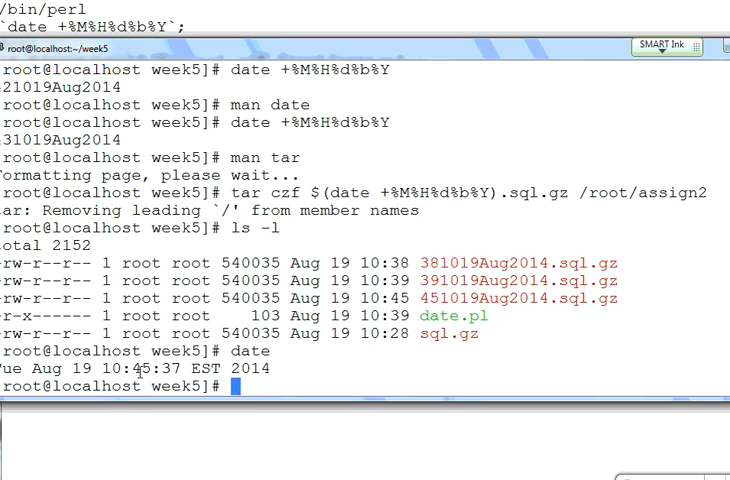 /bin/perl
`date +%M%H%d%b%Y`;
root@localhost:~/week5
SMART Ink
root@localhost week5]# date +%M%H%d%b%Y
21019Aug2014
root@localhost week5]# man date
root@localhost week5]# date +%M%H%d%b%Y
31019Aug2014
root@localhost week5]# man tar
Formatting page, please wait...
root@localhost week5]# tar czf $(date +%M%H%d%b%Y).sql.gz /root/assign2
tar: Removing leading `/' from member names
root@localhost week5]# ls -l
total 2152
-rw-r--r-- 1 root root 540035 Aug 19 10:38 381019Aug2014.sql.gz
-rw-r--r-- 1 root root 540035 Aug 19 10:39 391019Aug2014.sql.gz
-rw-r--r-- 1 root root 540035 Aug 19 10:45 451019Aug2014.sql.gz
-r-x------ 1 root root 103 Aug 19 10:39 date.pl
-rw-r--r-- 1 root root 540035 Aug 19 10:28 sql.gz
root@localhost week5]# date
Tue Aug 19 10:45:37 EST 2014
root@localhost week5]#